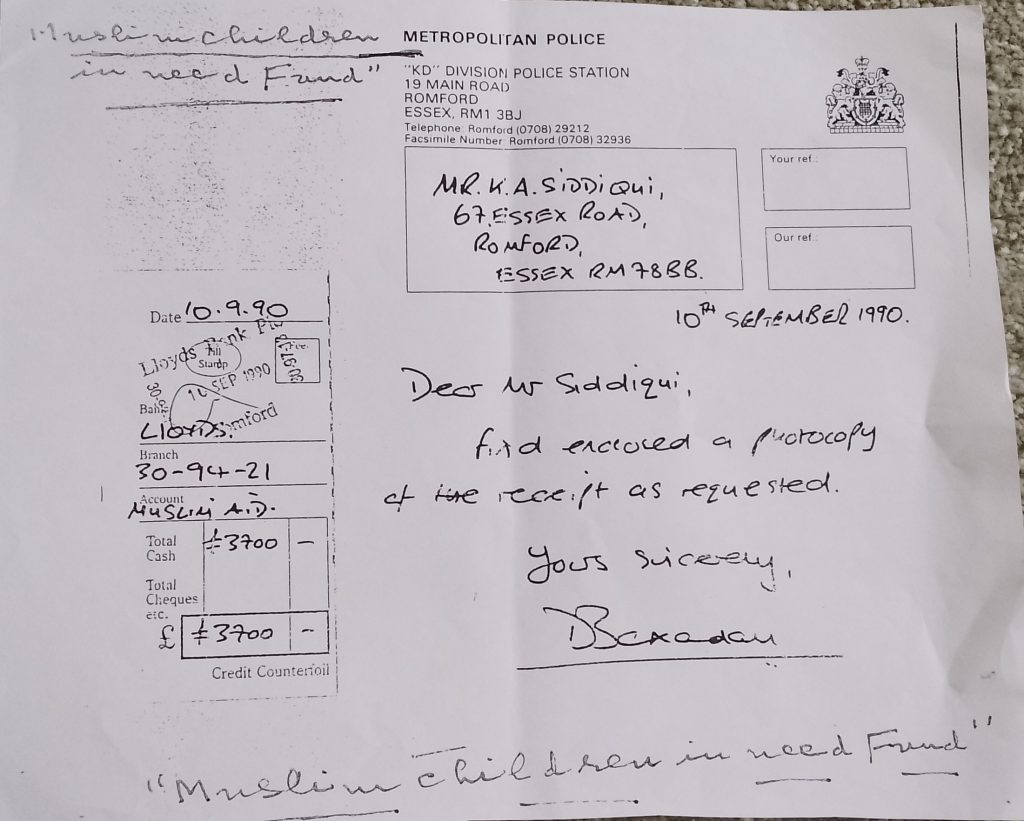 "Muslim children
in need Fund"
METROPOLITAN POLICE
"KD" DIVISION POLICE STATION
19 MAIN ROAD
ROMFORD
ESSEX, RM1 3BJ
Telephone: Romford (0708) 29212
Facsimile Number: Romford (0708) 32936
MR. K.A. SIDDIQUI,
67, ESSEX ROAD,
ROMFORD,
ESSEX RM7 8BB.
Your ref.:
Our ref.:
10TH SEPTEMBER 1990.
Dear Mr Siddiqui,
find enclosed a photocopy
of the receipt as requested.
Yours sincerely,
Date 10.9.90
Lloyds Bank
Till
Stamp
Fee
SEP 1990
Romford
Bank
LLOYDS.
Branch
30-94-21
Account
MUSLIM AID.
Total
Cash
£3700 –
Total
Cheques
etc.
£ £3700 –
Credit Counterfoil
"Muslim children in need Fund"